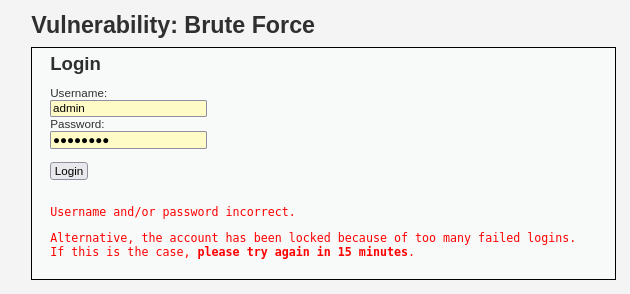 Vulnerability: Brute Force
Login
Username:
admin
Password:
●●●●●●●●
Login
Username and/or password incorrect.
Alternative, the account has been locked because of too many failed logins.
If this is the case, please try again in 15 minutes.